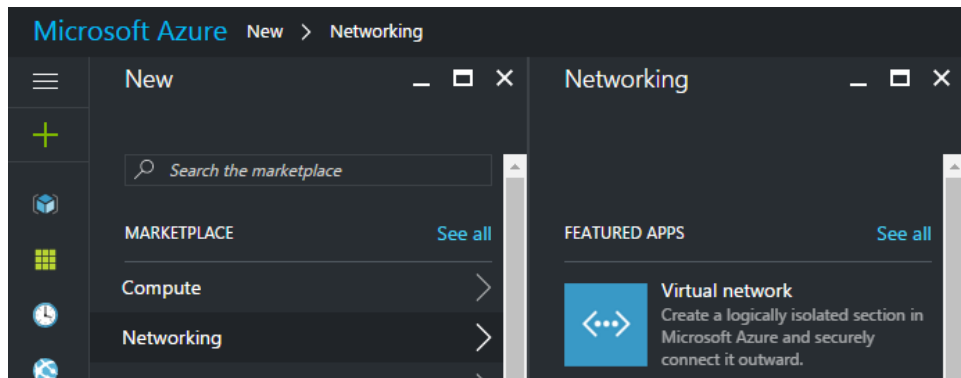 Microsoft Azure New > Networking
New
Search the marketplace
MARKETPLACE See all
Compute
Networking
Networking
FEATURED APPS See all
Virtual network
Create a logically isolated section in
Microsoft Azure and securely
connect it outward.